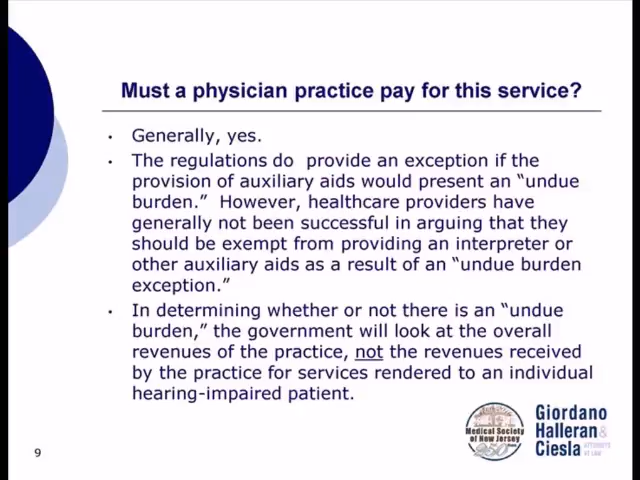 Must a physician practice pay for this service?
• Generally, yes.
• The regulations do provide an exception if the
provision of auxiliary aids would present an “undue
burden.” However, healthcare providers have
generally not been successful in arguing that they
should be exempt from providing an interpreter or
other auxiliary aids as a result of an “undue burden
exception.”
• In determining whether or not there is an “undue
burden,” the government will look at the overall
revenues of the practice, not the revenues received
by the practice for services rendered to an individual
hearing-impaired patient.
Medical Society
of New Jersey
250
Giordano
Halleran &
Ciesla
ATTORNEYS
AT LAW
9